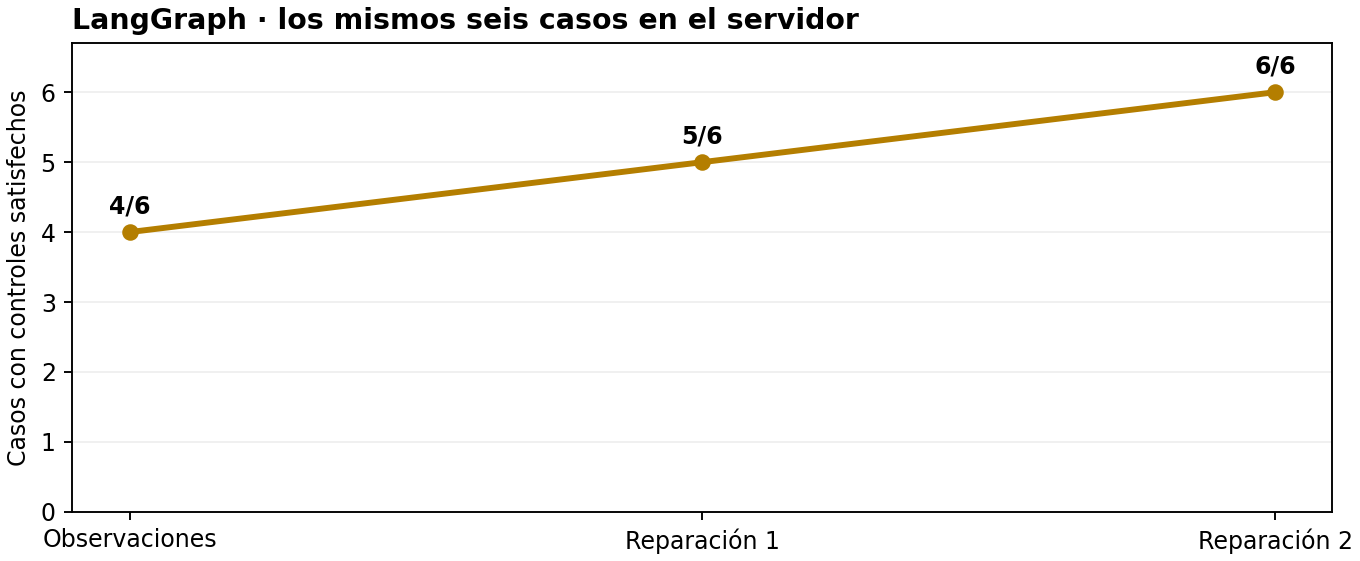 LangGraph · los mismos seis casos en el servidor
Casos con controles satisfechos
6
5
4
3
2
1
0
4/6
5/6
6/6
Observaciones
Reparación 1
Reparación 2